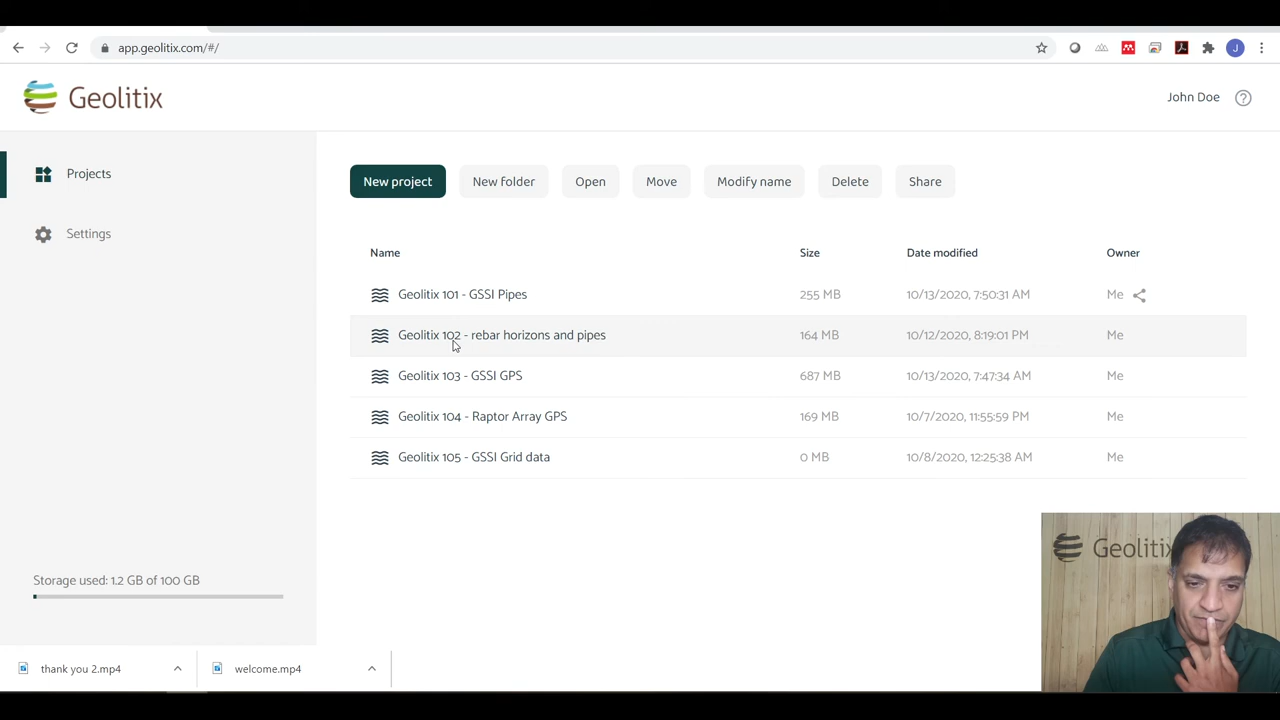 app.geolitix.com/#/
J
Geolitix
John Doe
Projects
Settings
New project New folder Open Move Modify name Delete Share
Name Size Date modified Owner
Geolitix 101 - GSSI Pipes 255 MB 10/13/2020, 7:50:31 AM Me
Geolitix 102 - rebar horizons and pipes 164 MB 10/12/2020, 8:19:01 PM Me
Geolitix 103 - GSSI GPS 687 MB 10/13/2020, 7:47:34 AM Me
Geolitix 104 - Raptor Array GPS 169 MB 10/7/2020, 11:55:59 PM Me
Geolitix 105 - GSSI Grid data 0 MB 10/8/2020, 12:25:38 AM Me
Storage used: 1.2 GB of 100 GB
Geolitix
thank you 2.mp4 welcome.mp4